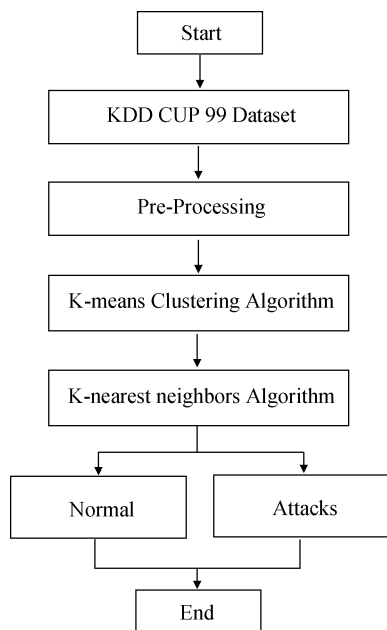 Start
KDD CUP 99 Dataset
Pre-Processing
K-means Clustering Algorithm
K-nearest neighbors Algorithm
Normal
Attacks
End